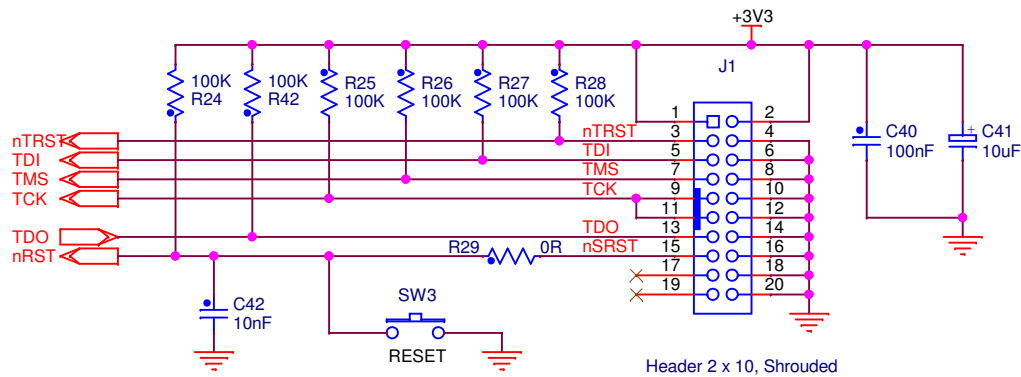 +3V3
J1
100K
R24
100K
R42
R25
100K
R26
100K
R27
100K
R28
100K
1
2
nTRST
nTRST
3
4
C40
100nF
C41
10uF
TDI
TDI
5
6
TMS
TMS
7
8
TCK
TCK
9
10
11
12
TDO
TDO
13
14
nRST
R29
0R
nSRST
15
16
17
18
19
20
C42
10nF
SW3
RESET
+
Header 2 x 10, Shrouded